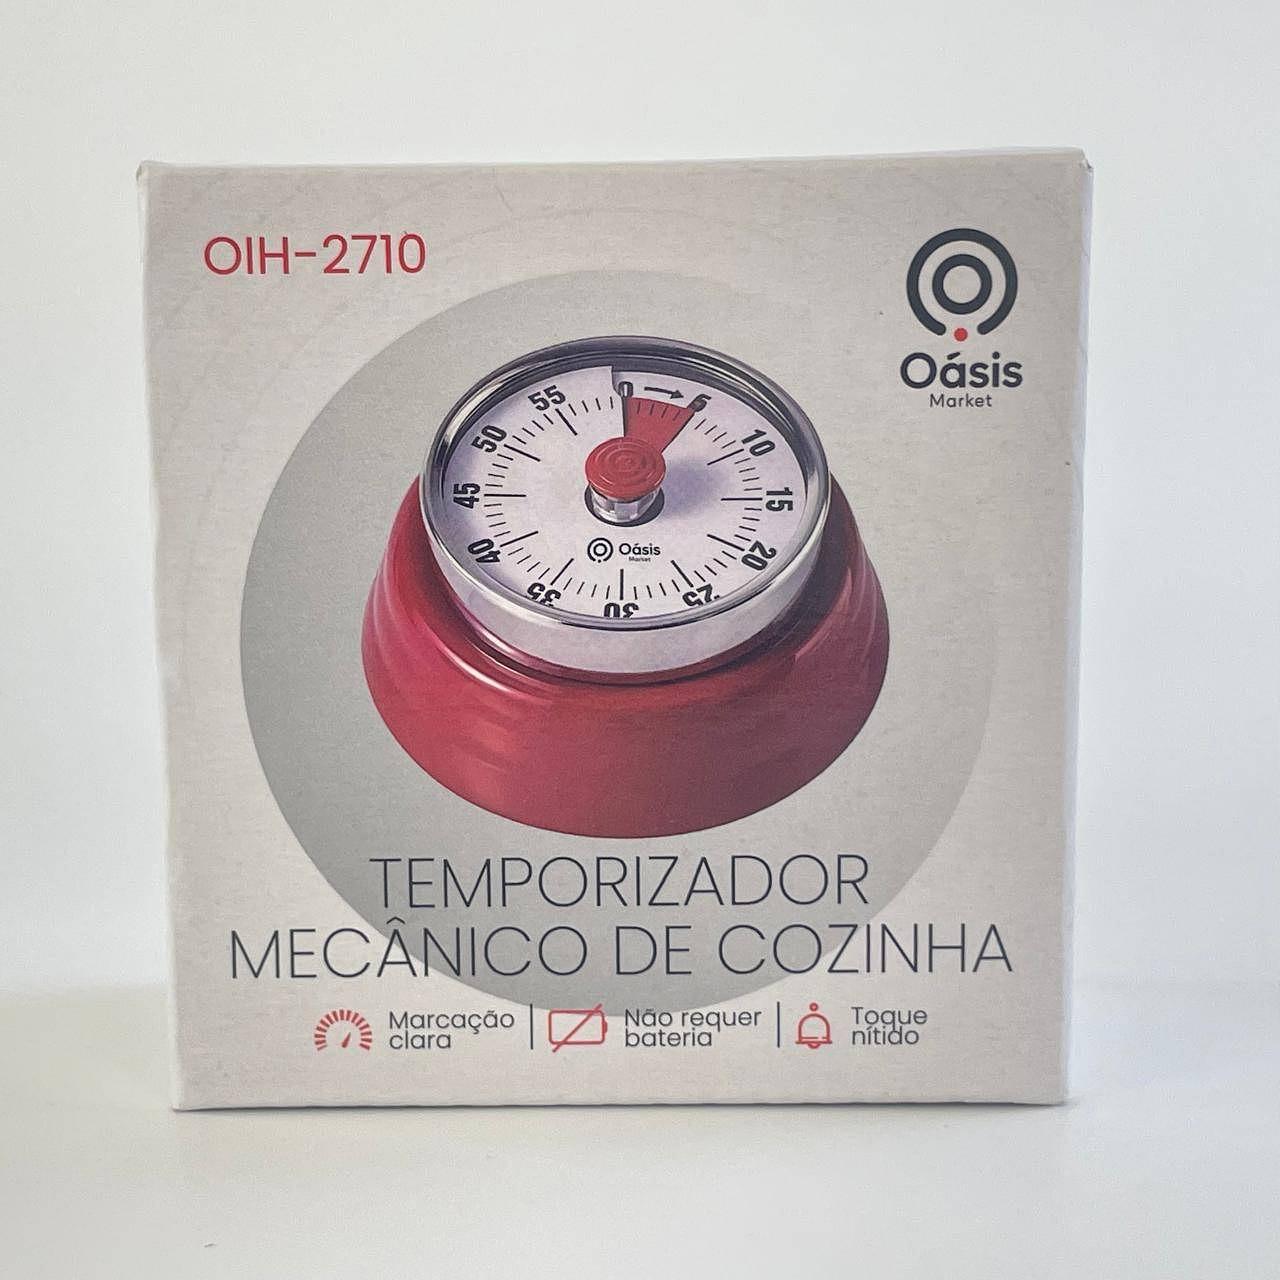 OIH-2710
Oásis
Market
0
5
10
15
20
25
30
35
40
45
50
55
Oásis
Market
TEMPORIZADOR
MECÂNICO DE COZINHA
Marcação
clara
Não requer
bateria
Toque
nítido